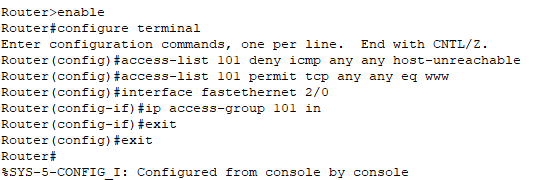 Router>enable
Router#configure terminal
Enter configuration commands, one per line.  End with CNTL/Z.
Router(config)#access-list 101 deny icmp any any host-unreachable
Router(config)#access-list 101 permit tcp any any eq www
Router(config)#interface fastethernet 2/0
Router(config-if)#ip access-group 101 in
Router(config-if)#exit
Router(config)#exit
Router#
%SYS-5-CONFIG_I: Configured from console by console